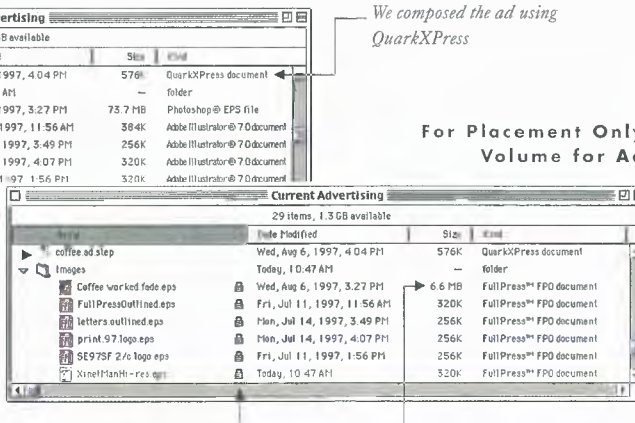 ertising
B available
Size Kind
1997, 4:04 PM 576K QuarkXPress document
AM — folder
1997, 3:27 PM 73.7 MB Photoshop® EPS file
1997, 11:56 AM 384K Adobe Illustrator® 7.0 document
1997, 3:49 PM 256K Adobe Illustrator® 7.0 document
1997, 4:07 PM 320K Adobe Illustrator® 7.0 document
97 1:56 PM 320K Adobe Illustrator® 7.0 document
We composed the ad using
QuarkXPress
For Placement Only
Volume for Ad
Current Advertising
29 items, 1.3 GB available
Name Date Modified Size Kind
coffee.ad.step Wed, Aug 6, 1997, 4:04 PM 576K QuarkXPress document
Images Today, 10:47 AM — folder
Coffee worked fade.eps Wed, Aug 6, 1997, 3:27 PM 6.6 MB FullPress™ FPO document
FullPressOutlined.eps Fri, Jul 11, 1997, 11:56 AM 320K FullPress™ FPO document
letters.outlined.eps Mon, Jul 14, 1997, 3:49 PM 256K FullPress™ FPO document
print.97.logo.eps Mon, Jul 14, 1997, 4:07 PM 256K FullPress™ FPO document
SE97SF 2/c logo eps Fri, Jul 11, 1997, 1:56 PM 256K FullPress™ FPO document
XinetManHi-res.eps Today, 10:47 AM 320K FullPress™ FPO document